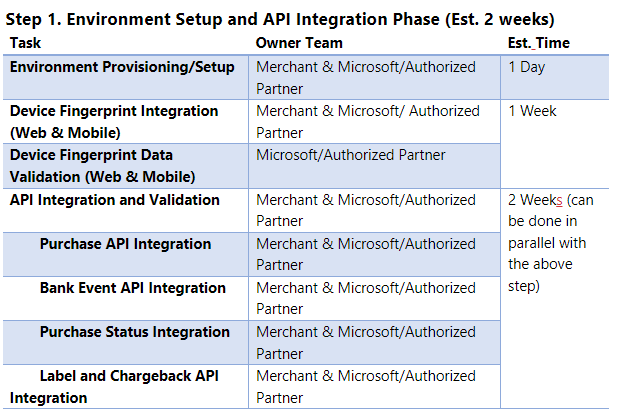 Step 1. Environment Setup and API Integration Phase (Est. 2 weeks)
Task Owner Team Est. Time
Environment Provisioning/Setup Merchant & Microsoft/Authorized 1 Day
Partner
Device Fingerprint Integration Merchant & Microsoft/ Authorized 1 Week
(Web & Mobile) Partner
Device Fingerprint Data Microsoft/Authorized Partner
Validation (Web & Mobile)
API Integration and Validation Merchant & Microsoft/Authorized 2 Weeks (can
Partner be done in
Purchase API Integration Merchant & Microsoft/Authorized parallel with
Partner the above
Bank Event API Integration Merchant & Microsoft/Authorized step)
Partner
Purchase Status Integration Merchant & Microsoft/Authorized
Partner
Label and Chargeback API Merchant & Microsoft/Authorized
Integration Partner